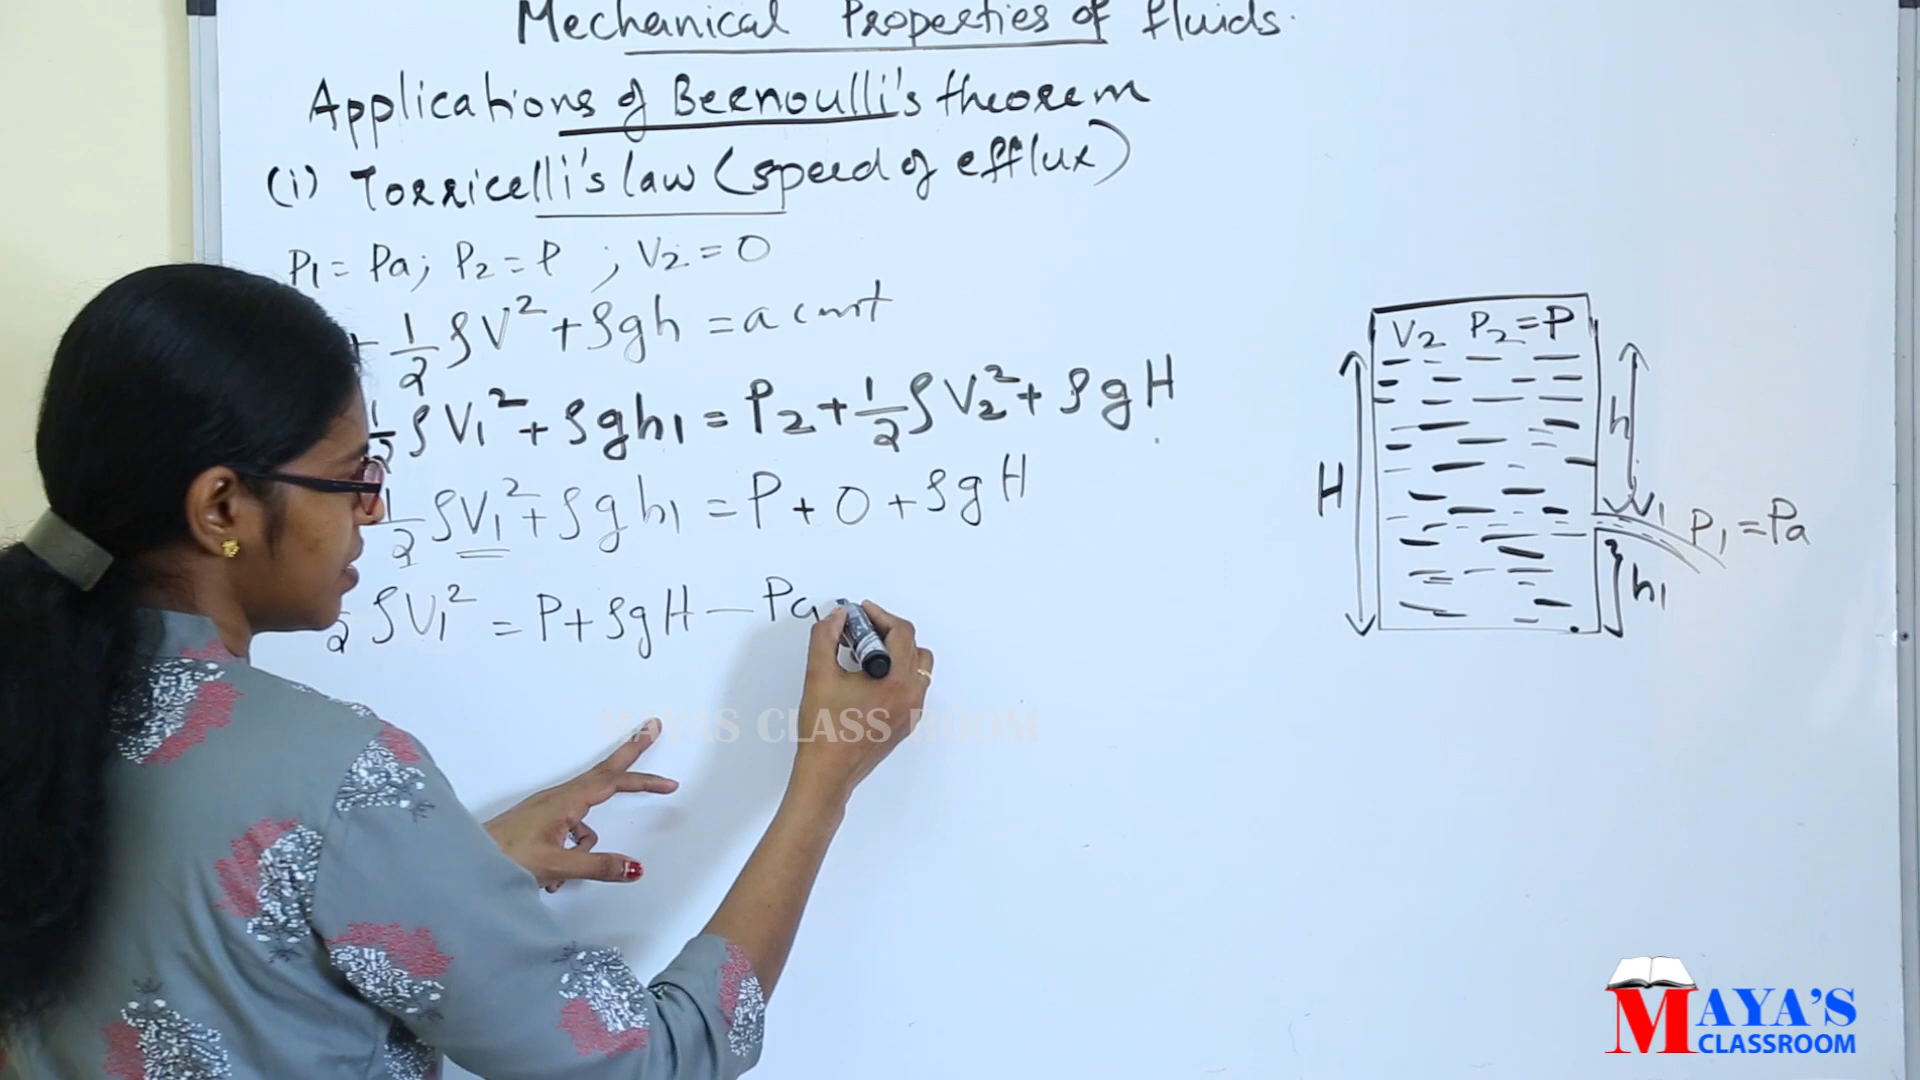 Mechanical Properties of fluids.
Applications of Bernoulli's theorem
(i) Torricelli's law (speed of efflux)
P₁ = Pa; P₂ = P ; V₂ = 0
+ 1/2 ρV² + ρgh = a const
1/2 ρV₁² + ρgh₁ = P₂ + 1/2 ρV₂² + ρgH
1/2 ρV₁² + ρgh₁ = P + 0 + ρgH
2 ρV₁² = P + ρgH — Pa
V₂ P₂ = P
h
H
V₁
P₁ = Pa
h₁
MAYAS CLASS ROOM
MAYA'S
CLASSROOM